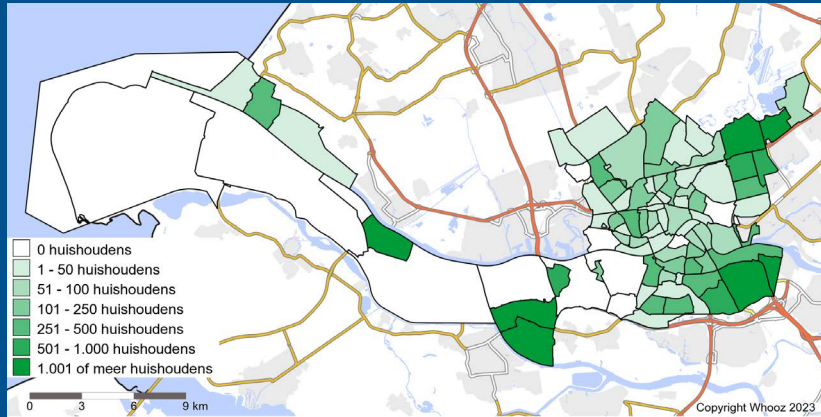 0 huishoudens
1 - 50 huishoudens
51 - 100 huishoudens
101 - 250 huishoudens
251 - 500 huishoudens
501 - 1.000 huishoudens
1.001 of meer huishoudens
0 3 6 9 km
Copyright Whooz 2023